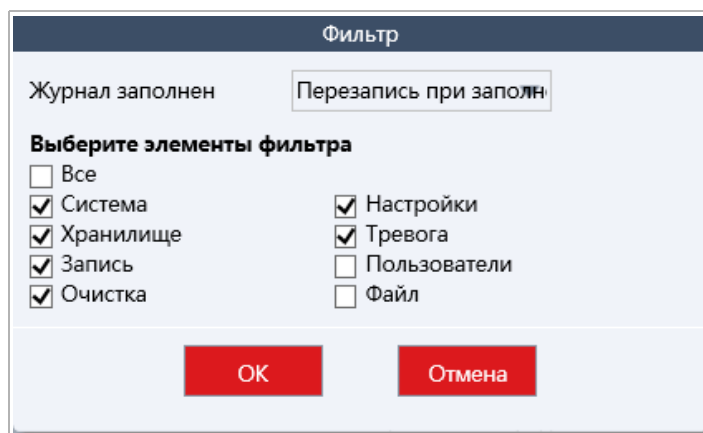 Фильтр
Журнал заполнен Перезапись при заполн
Выберите элементы фильтра
Все
Система Настройки
Хранилище Тревога
Запись Пользователи
Очистка Файл
OK Отмена